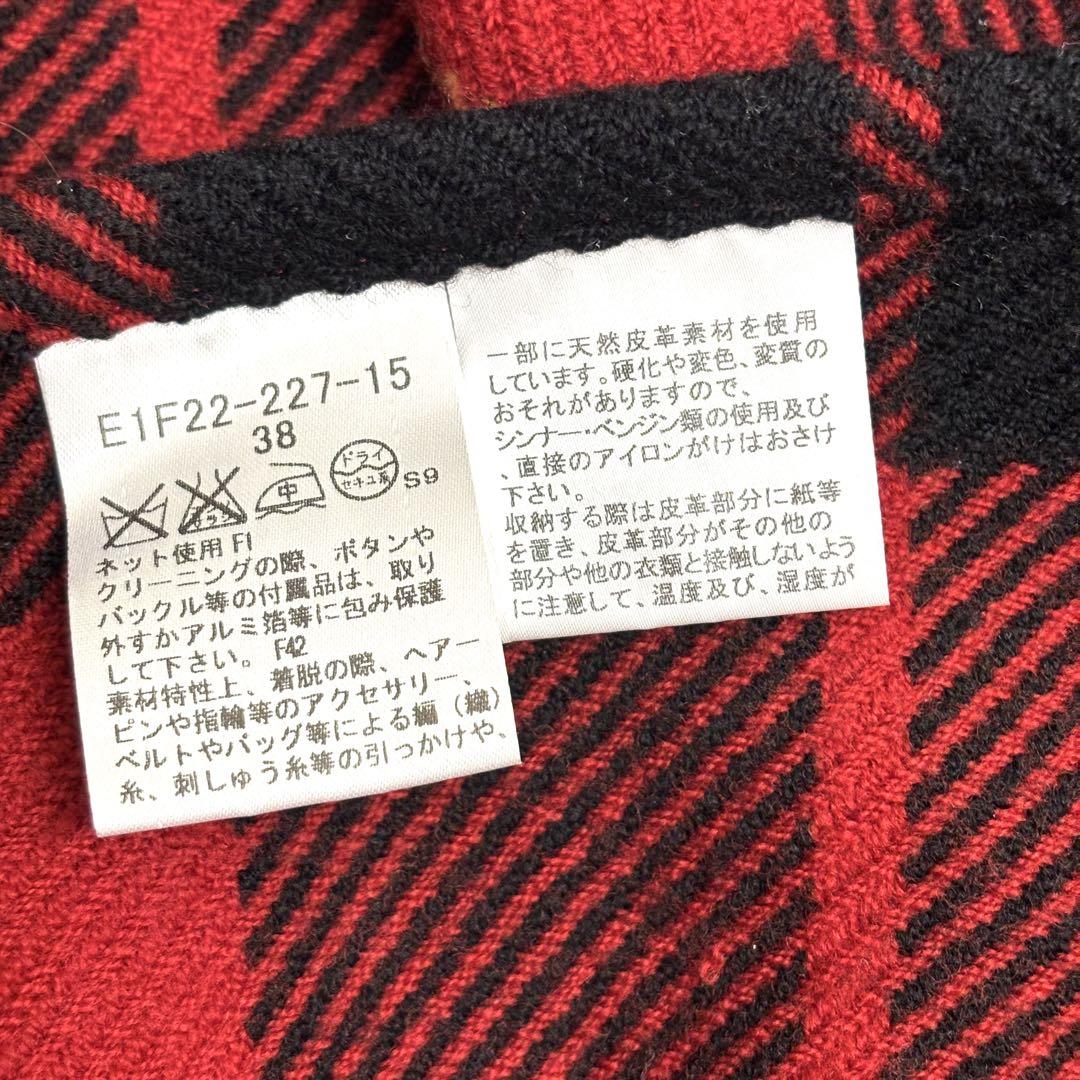 E1F22-227-15
38
エンソサラシ
中
ドライ
セキユ系
S9
ネット使用 FI
クリーニングの際、ボタンや
バックル等の付属品は、取り
外すかアルミ箔等に包み保護
して下さい。 F42
素材特性上、着脱の際、ヘアー
ピンや指輪等のアクセサリー、
ベルトやバッグ等による編(織)
糸、刺しゅう糸等の引っかけや、
一部に天然皮革素材を使用
しています。硬化や変色、変質の
おそれがありますので、
シンナー・ベンジン類の使用及び
、直接のアイロンがけはおさけ
下さい。
収納する際は皮革部分に紙等
を置き、皮革部分がその他の
部分や他の衣類と接触しないよう
に注意して、温度及び、湿度が